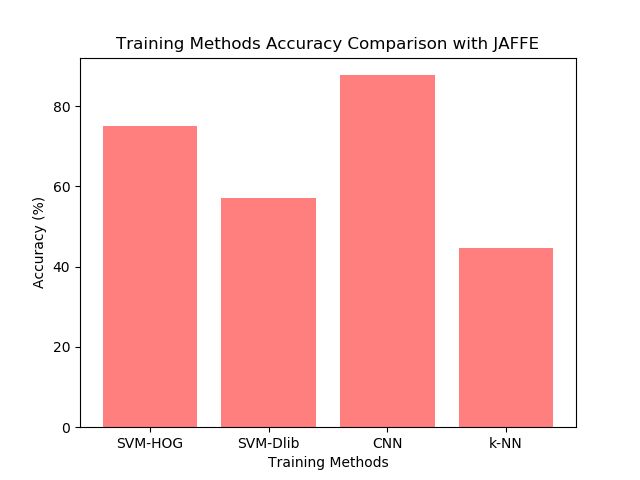 Training Methods Accuracy Comparison with JAFFE
80
60
40
20
0
Accuracy (%)
SVM-HOG SVM-Dlib CNN k-NN
Training Methods